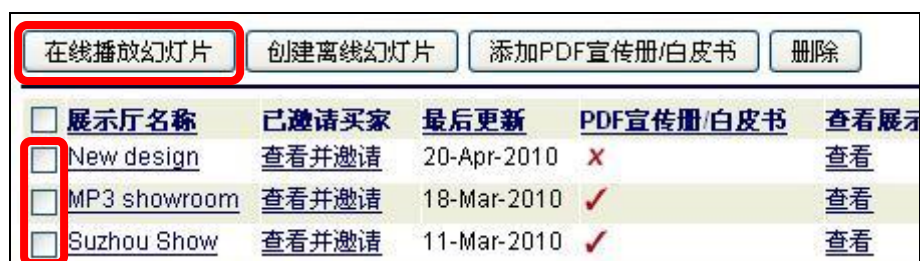 在线播放幻灯片 创建离线幻灯片 添加PDF宣传册/白皮书 删除
展示厅名称 已邀请买家 最后更新 PDF宣传册/白皮书 查看展示
New design 查看并邀请 20-Apr-2010 ✗ 查看
MP3 showroom 查看并邀请 18-Mar-2010 ✓ 查看
Suzhou Show 查看并邀请 11-Mar-2010 ✓ 查看